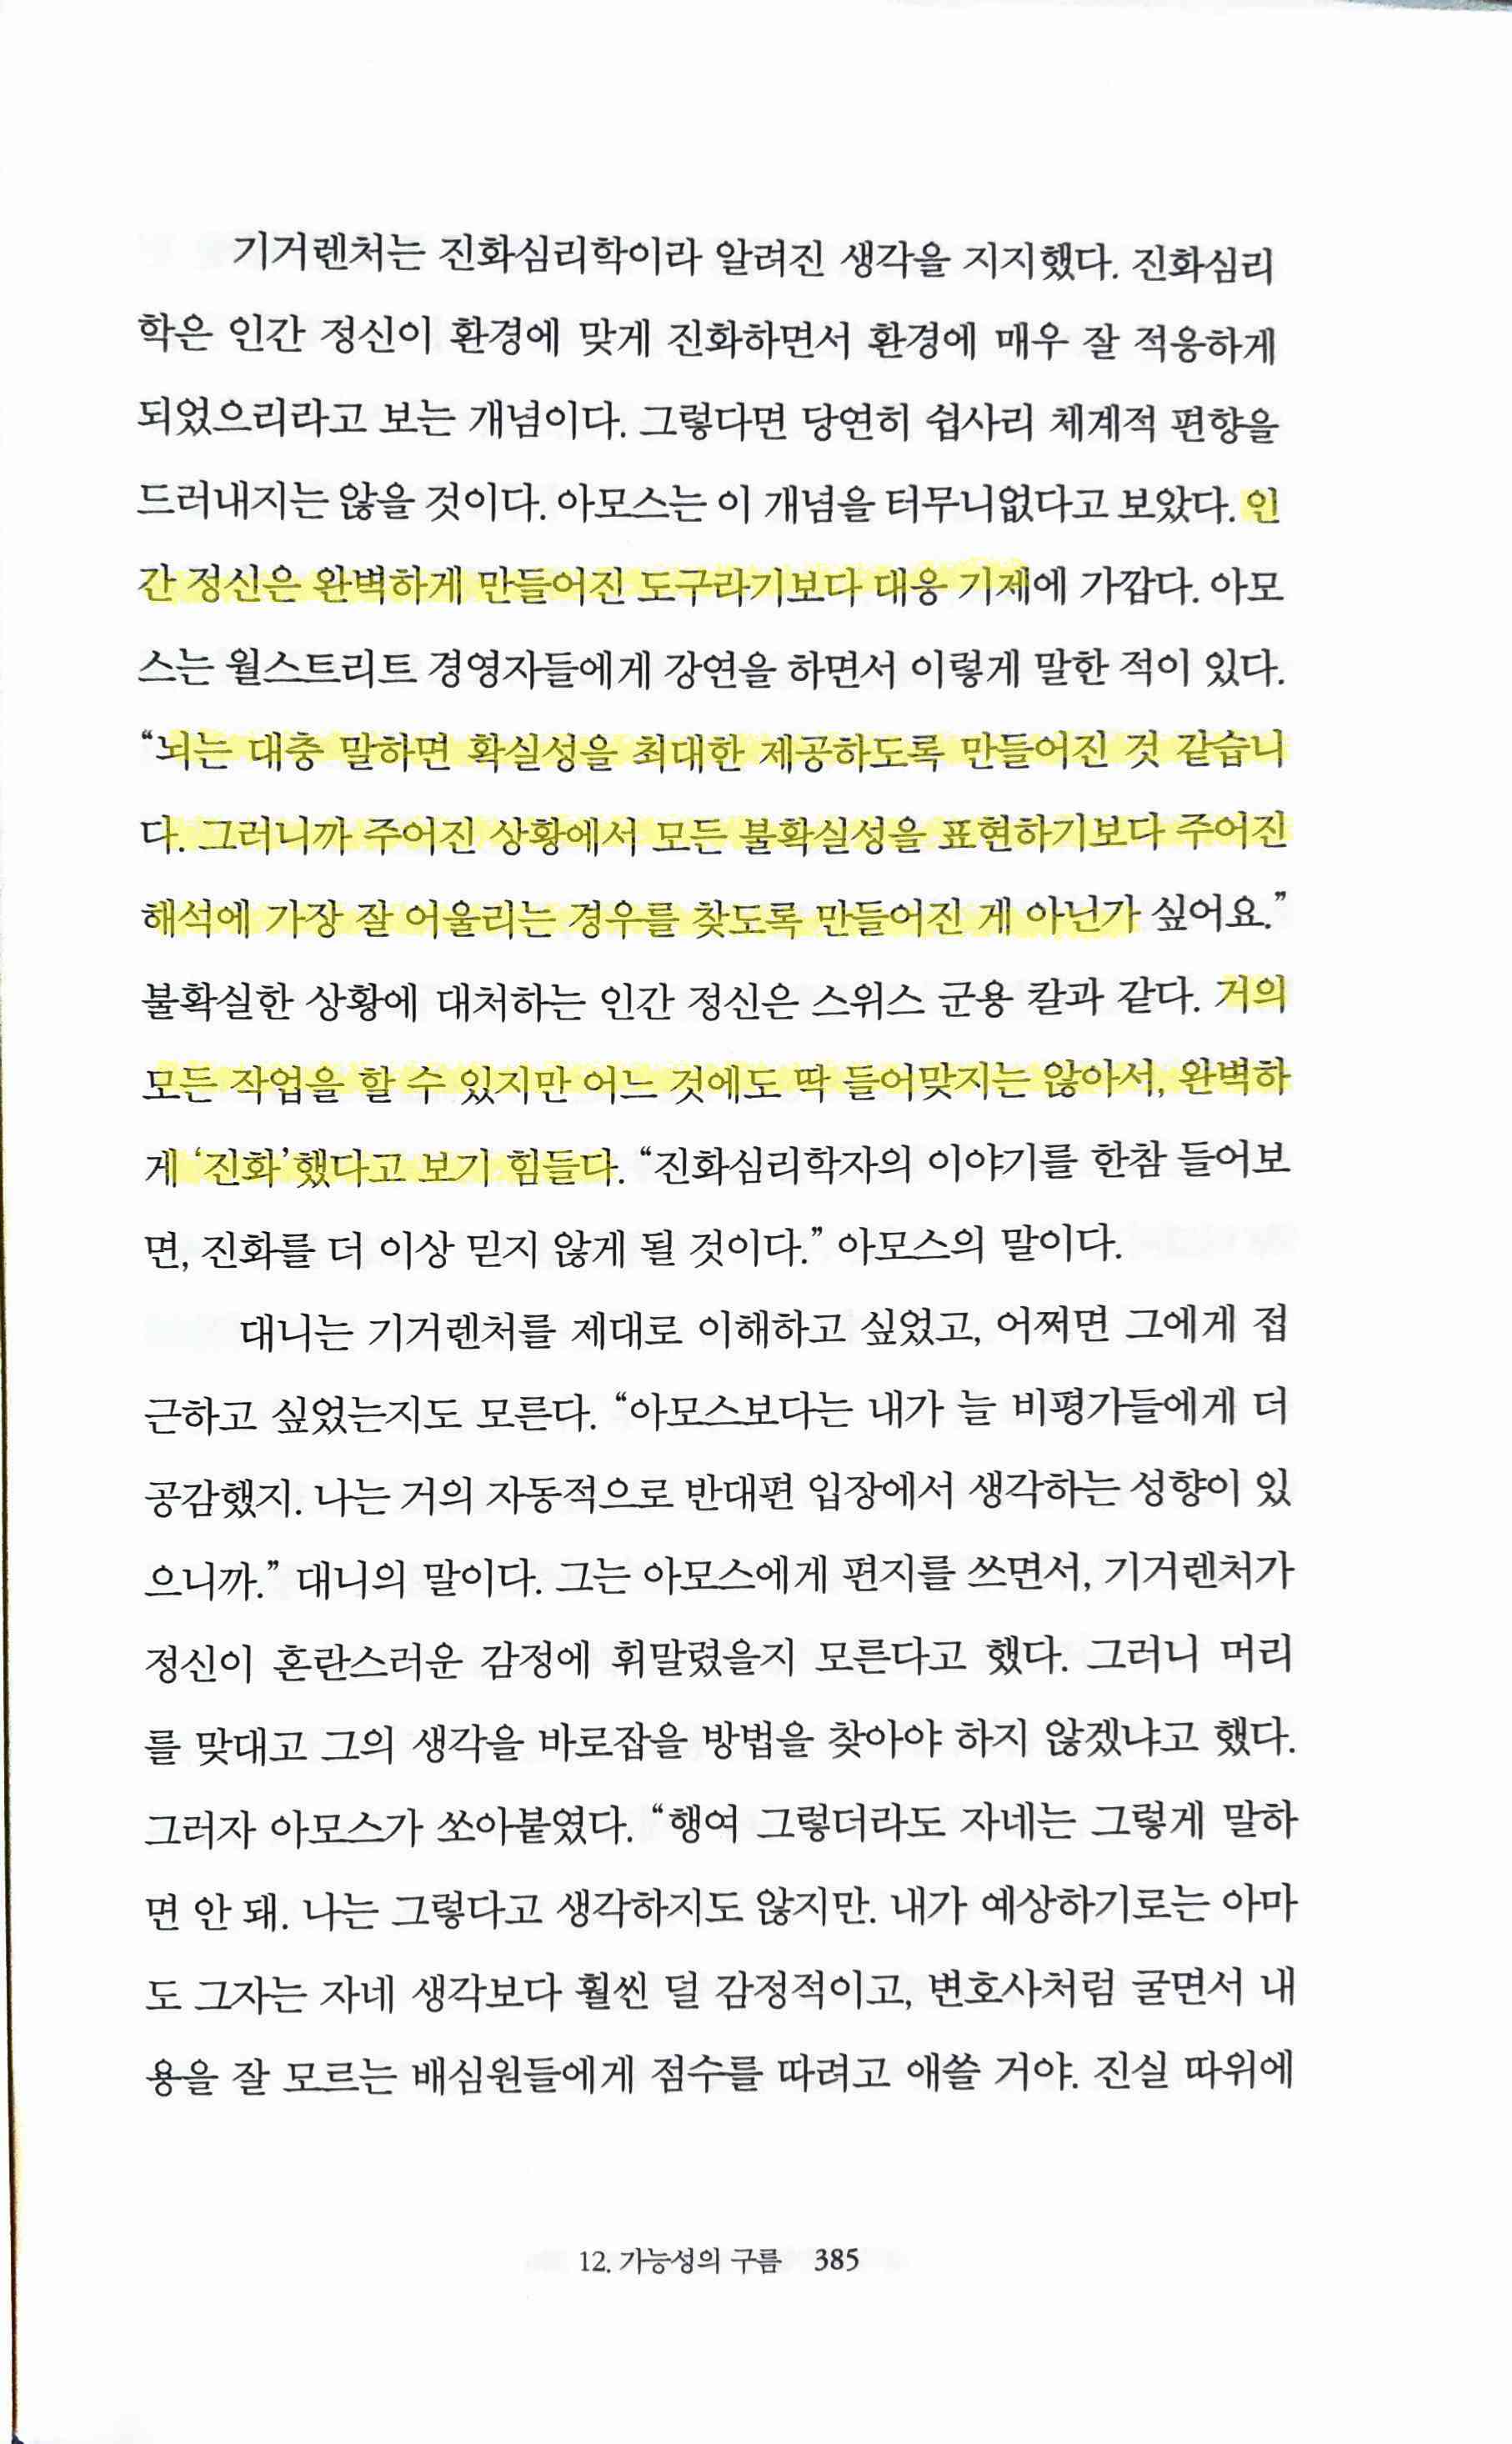 기거렌처는 진화심리학이라 알려진 생각을 지지했다. 진화심리
학은 인간 정신이 환경에 맞게 진화하면서 환경에 매우 잘 적응하게
되었으리라고 보는 개념이다. 그렇다면 당연히 쉽사리 체계적 편향을
드러내지는 않을 것이다. 아모스는 이 개념을 터무니없다고 보았다. 인
간 정신은 완벽하게 만들어진 도구라기보다 대응 기제에 가깝다. 아모
스는 월스트리트 경영자들에게 강연을 하면서 이렇게 말한 적이 있다.
“뇌는 대충 말하면 확실성을 최대한 제공하도록 만들어진 것 같습니
다. 그러니까 주어진 상황에서 모든 불확실성을 표현하기보다 주어진
해석에 가장 잘 어울리는 경우를 찾도록 만들어진 게 아닌가 싶어요.”
불확실한 상황에 대처하는 인간 정신은 스위스 군용 칼과 같다. 거의
모든 작업을 할 수 있지만 어느 것에도 딱 들어맞지는 않아서, 완벽하
게 ‘진화’했다고 보기 힘들다. “진화심리학자의 이야기를 한참 들어보
면, 진화를 더 이상 믿지 않게 될 것이다.” 아모스의 말이다.
대니는 기거렌처를 제대로 이해하고 싶었고, 어쩌면 그에게 접
근하고 싶었는지도 모른다. “아모스보다는 내가 늘 비평가들에게 더
공감했지. 나는 거의 자동적으로 반대편 입장에서 생각하는 성향이 있
으니까.” 대니의 말이다. 그는 아모스에게 편지를 쓰면서, 기거렌처가
정신이 혼란스러운 감정에 휘말렸을지 모른다고 했다. 그러니 머리
를 맞대고 그의 생각을 바로잡을 방법을 찾아야 하지 않겠냐고 했다.
그러자 아모스가 쏘아붙였다. “행여 그렇더라도 자네는 그렇게 말하
면 안 돼. 나는 그렇다고 생각하지도 않지만. 내가 예상하기로는 아마
도 그자는 자네 생각보다 훨씬 덜 감정적이고, 변호사처럼 굴면서 내
용을 잘 모르는 배심원들에게 점수를 따려고 애쓸 거야. 진실 따위에
12. 가능성의 구름 385